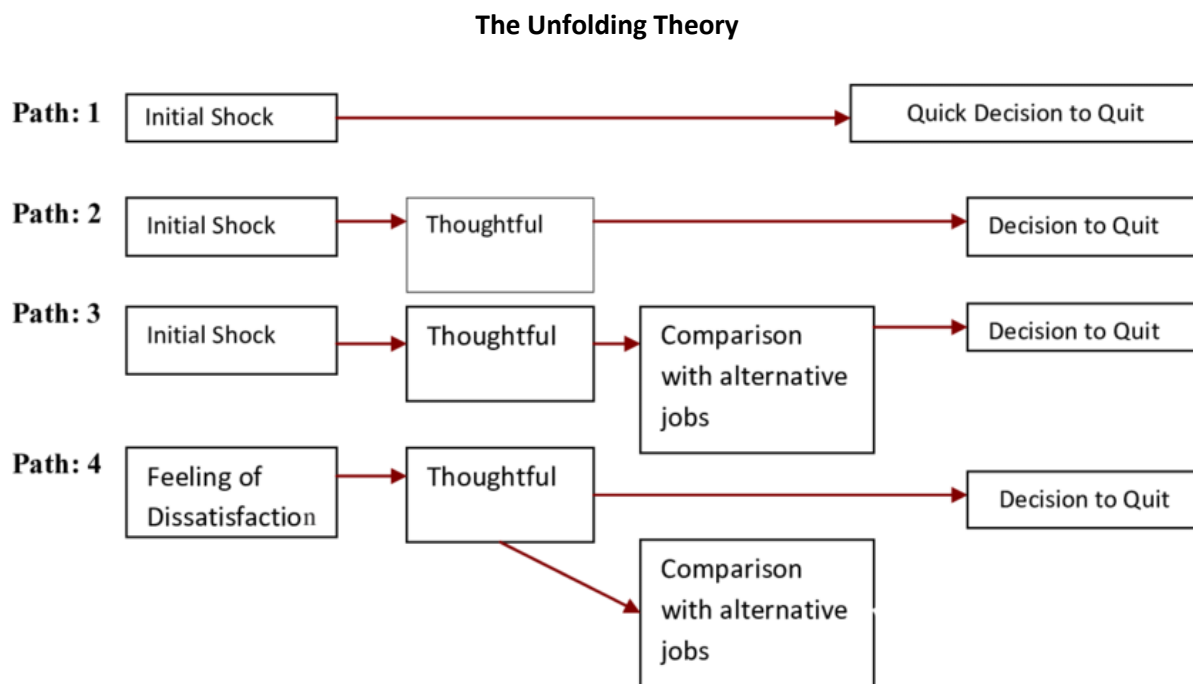 The Unfolding Theory
Path: 1
Initial Shock
Quick Decision to Quit
Path: 2
Initial Shock
Thoughtful
Decision to Quit
Path: 3
Initial Shock
Thoughtful
Comparison
with alternative
jobs
Decision to Quit
Path: 4
Feeling of
Dissatisfaction
Thoughtful
Decision to Quit
Comparison
with alternative
jobs